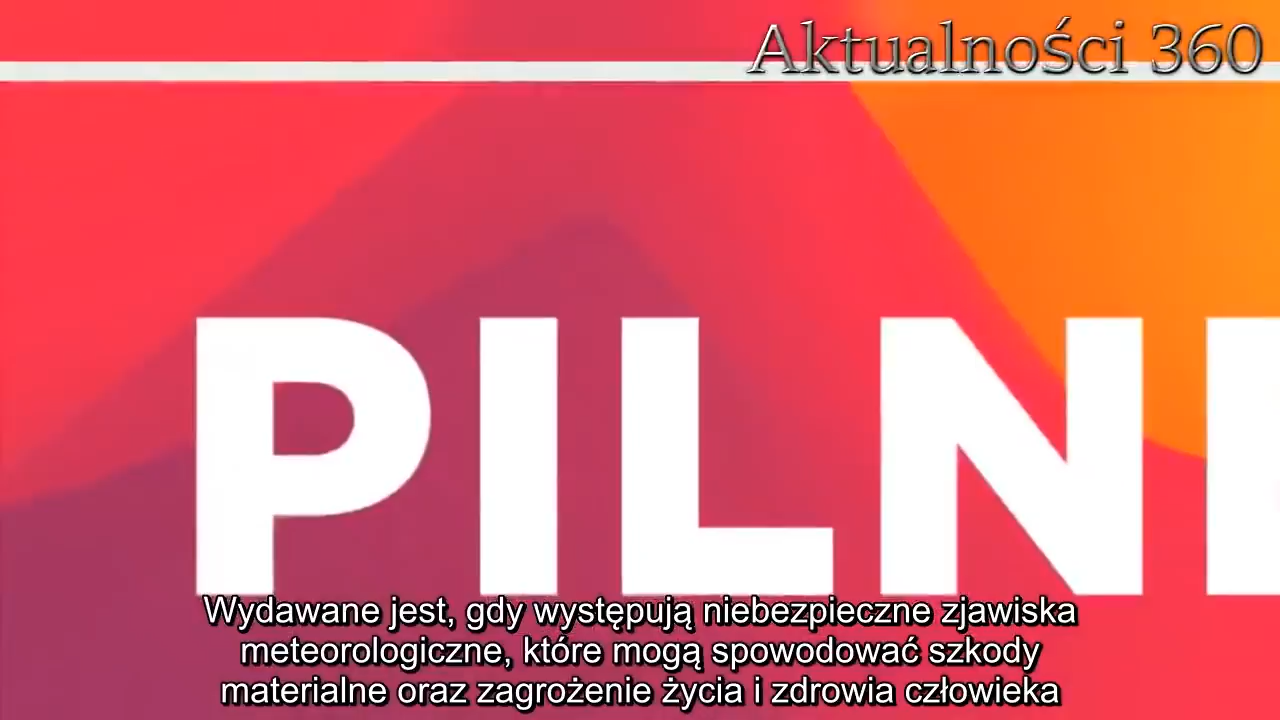 Aktualności 360
PILN
Wydawane jest, gdy występują niebezpieczne zjawiska
meteorologiczne, które mogą spowodować szkody
materialne oraz zagrożenie życia i zdrowia człowieka